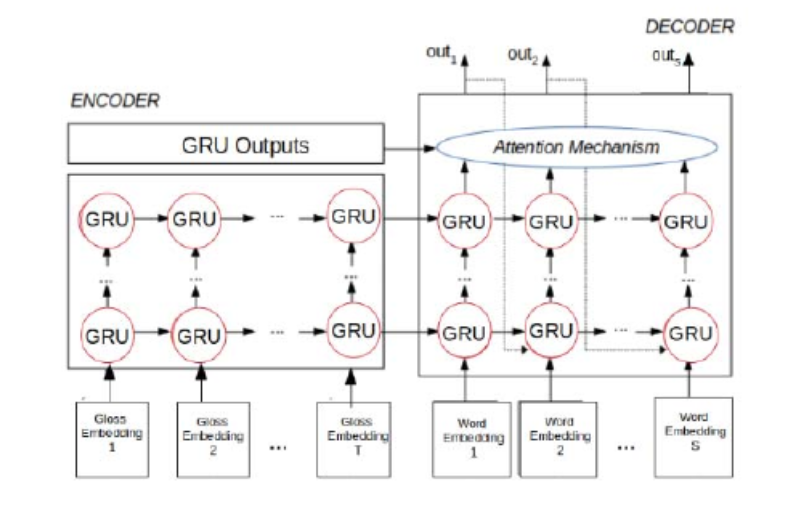 DECODER
out1 out2 outs
ENCODER
GRU Outputs
Attention Mechanism
GRU GRU ... GRU GRU GRU ... GRU
... ... ... ... ... ...
GRU GRU ... GRU GRU GRU ... GRU
Gloss Embedding 1
Gloss Embedding 2
...
Gloss Embedding T
Word Embedding 1
Word Embedding 2
...
Word Embedding S